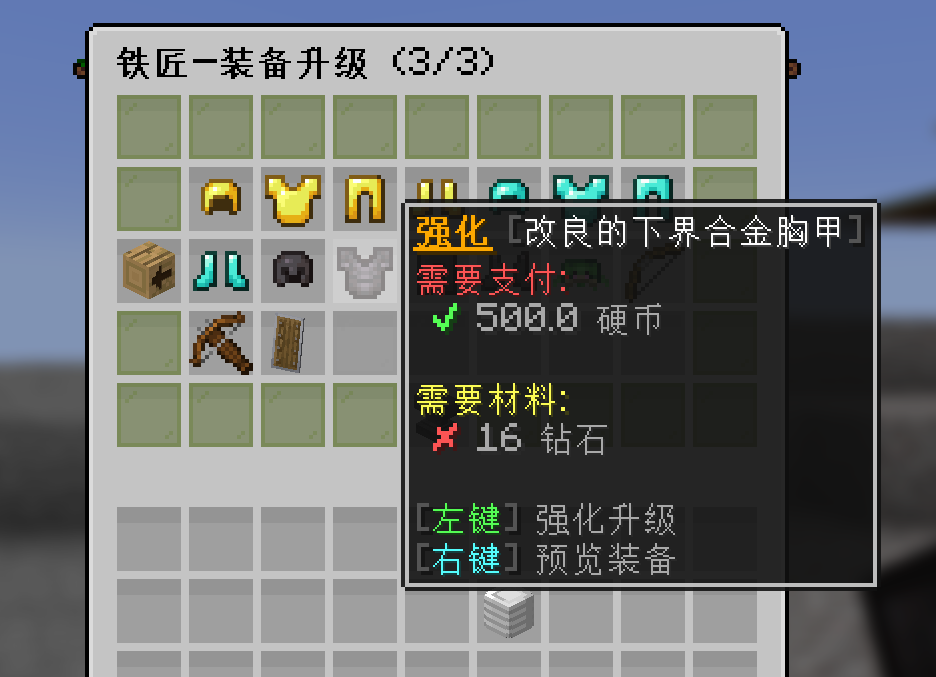 铁匠-装备升级 (3/3)
强化 [改良的下界合金胸甲]
需要支付:
✔ 500.0 硬币
需要材料:
✘ 16 钻石
[左键] 强化升级
[右键] 预览装备